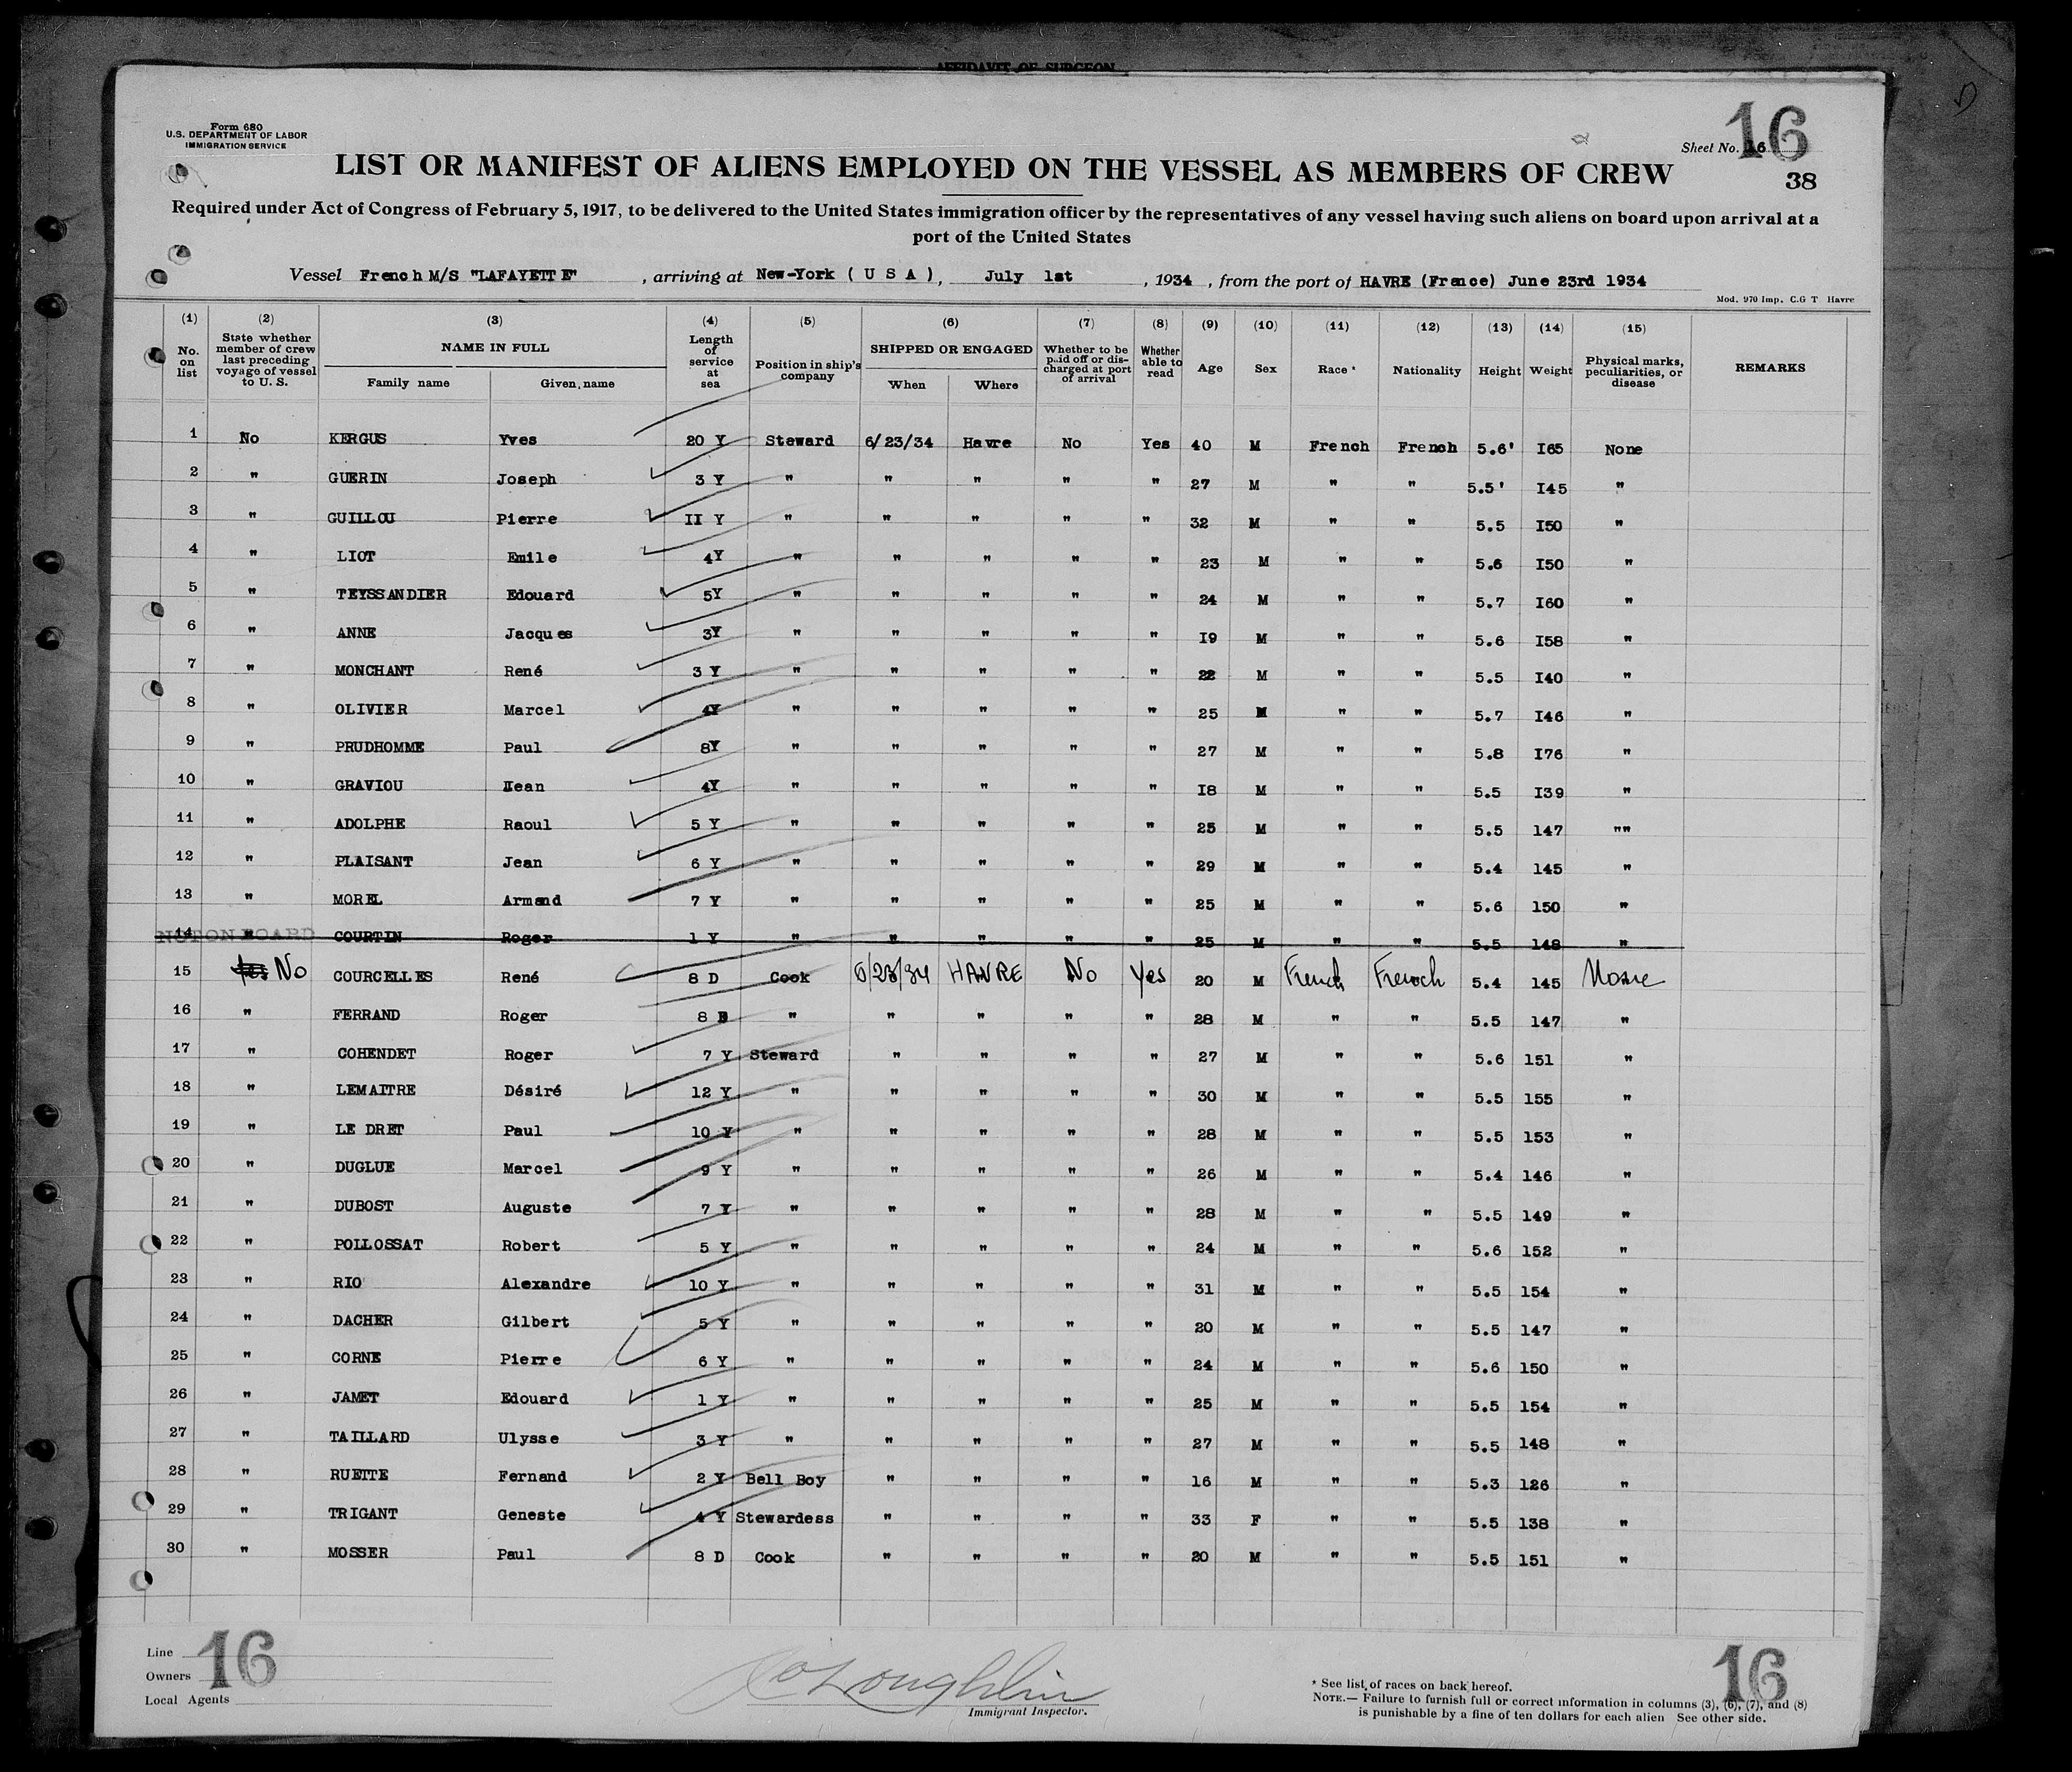 AFFIDAVIT OF SURGEON
Form 680
U.S. DEPARTMENT OF LABOR
IMMIGRATION SERVICE
16
Sheet No. 16
38
LIST OR MANIFEST OF ALIENS EMPLOYED ON THE VESSEL AS MEMBERS OF CREW
Required under Act of Congress of February 5, 1917, to be delivered to the United States immigration officer by the representatives of any vessel having such aliens on board upon arrival at a
port of the United States
Vessel French M/S "LAFAYETTE", arriving at New-York ( U S A ), July 1st, 1934, from the port of HAVRE (France) June 23rd 1934
Mod. 970 Imp. C.G T Havre
(1) (2) (3) (4) (5) (6) (7) (8) (9) (10) (11) (12) (13) (14) (15)
No. on list | State whether member of crew last preceding voyage of vessel to U. S. | NAME IN FULL | Length of service at sea | Position in ship's company | SHIPPED OR ENGAGED | Whether to be paid off or discharged at port of arrival | Whether able to read | Age | Sex | Race * | Nationality | Height | Weight | Physical marks, peculiarities, or disease | REMARKS
Family name | Given name | When | Where
1 No KERGUS Yves 20 Y Steward 6/23/34 Havre No Yes 40 M French French 5.6' I65 None
2 " GUERIN Joseph 3 Y " " " " " 27 M " " 5.5' I45 "
3 " GUILLOU Pierre II Y " " " " " 32 M " " 5.5 I50 "
4 " LIOT Emile 4Y " " " " " 23 M " " 5.6 I50 "
5 " TEYSSANDIER Edouard 5Y " " " " " 24 M " " 5.7 I60 "
6 " ANNE Jacques 3Y " " " " " I9 M " " 5.6 I58 "
7 " MONCHANT René 3 Y " " " " " 22 M " " 5.5 I40 "
8 " OLIVIER Marcel 4Y " " " " " 25 M " " 5.7 I46 "
9 " PRUDHOMME Paul 8Y " " " " " 27 M " " 5.8 I76 "
10 " GRAVIOU Jean 4Y " " " " " I8 M " " 5.5 I39 "
11 " ADOLPHE Raoul 5 Y " " " " " 25 M " " 5.5 147 ""
12 " PLAISANT Jean 6 Y " " " " " 29 M " " 5.4 145 "
13 " MOREL Armand 7 Y " " " " " 25 M " " 5.6 150 "
14 NOT ON BOARD " COURTIN Roger 1 Y " " " " " 25 M " " 5.5 148 "
15 Yes No COURCELLES René 8 D Cook 6/23/34 HAVRE No Yes 20 M French French 5.4 145 None
16 " FERRAND Roger 8 D " " " " " 28 M " " 5.5 147 "
17 " COHENDET Roger 7 Y Steward " " " " 27 M " " 5.6 151 "
18 " LEMAITRE Désiré 12 Y " " " " " 30 M " " 5.5 155 "
19 " LE DRET Paul 10 Y " " " " " 28 M " " 5.5 153 "
20 " DUGLUE Marcel 9 Y " " " " " 26 M " " 5.4 146 "
21 " DUBOST Auguste 7 Y " " " " " 28 M " " 5.5 149 "
22 " POLLOSSAT Robert 5 Y " " " " " 24 M " " 5.6 152 "
23 " RIO Alexandre 10 Y " " " " " 31 M " " 5.5 154 "
24 " DACHER Gilbert 5 Y " " " " " 20 M " " 5.5 147 "
25 " CORNE Pierre 6 Y " " " " " 24 M " " 5.6 150 "
26 " JAMET Edouard 1 Y " " " " " 25 M " " 5.5 154 "
27 " TAILLARD Ulysse 3 Y " " " " " 27 M " " 5.5 148 "
28 " RUETTE Fernand 2 Y Bell Boy " " " " 16 M " " 5.3 126 "
29 " TRIGANT Geneste 4 Y Stewardess " " " " 33 F " " 5.5 138 "
30 " MOSSER Paul 8 D Cook " " " " 20 M " " 5.5 151 "
Line
Owners
Local Agents
16
O'Loughlin
Immigrant Inspector.
16
* See list of races on back hereof.
NOTE.— Failure to furnish full or correct information in columns (3), (6), (7), and (8)
is punishable by a fine of ten dollars for each alien See other side.